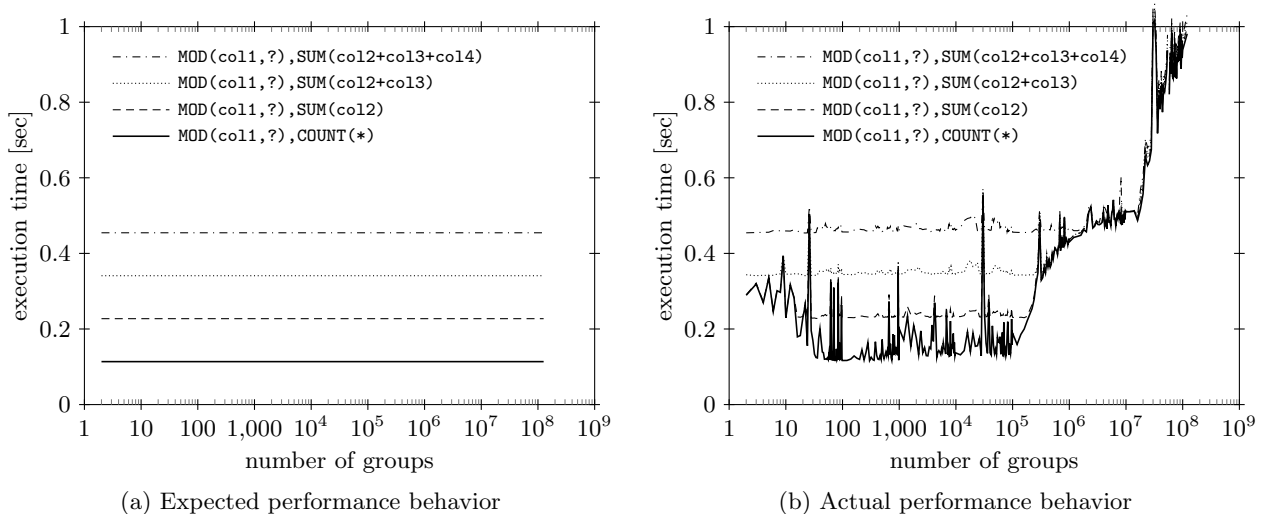 1
0.8
0.6
0.4
0.2
0
execution time [sec]
MOD(col1,?),SUM(col2+col3+col4)
MOD(col1,?),SUM(col2+col3)
MOD(col1,?),SUM(col2)
MOD(col1,?),COUNT(*)
1 10 100 1,000 10^4 10^5 10^6 10^7 10^8 10^9
number of groups
(a) Expected performance behavior
1
0.8
0.6
0.4
0.2
0
execution time [sec]
MOD(col1,?),SUM(col2+col3+col4)
MOD(col1,?),SUM(col2+col3)
MOD(col1,?),SUM(col2)
MOD(col1,?),COUNT(*)
1 10 100 1,000 10^4 10^5 10^6 10^7 10^8 10^9
number of groups
(b) Actual performance behavior